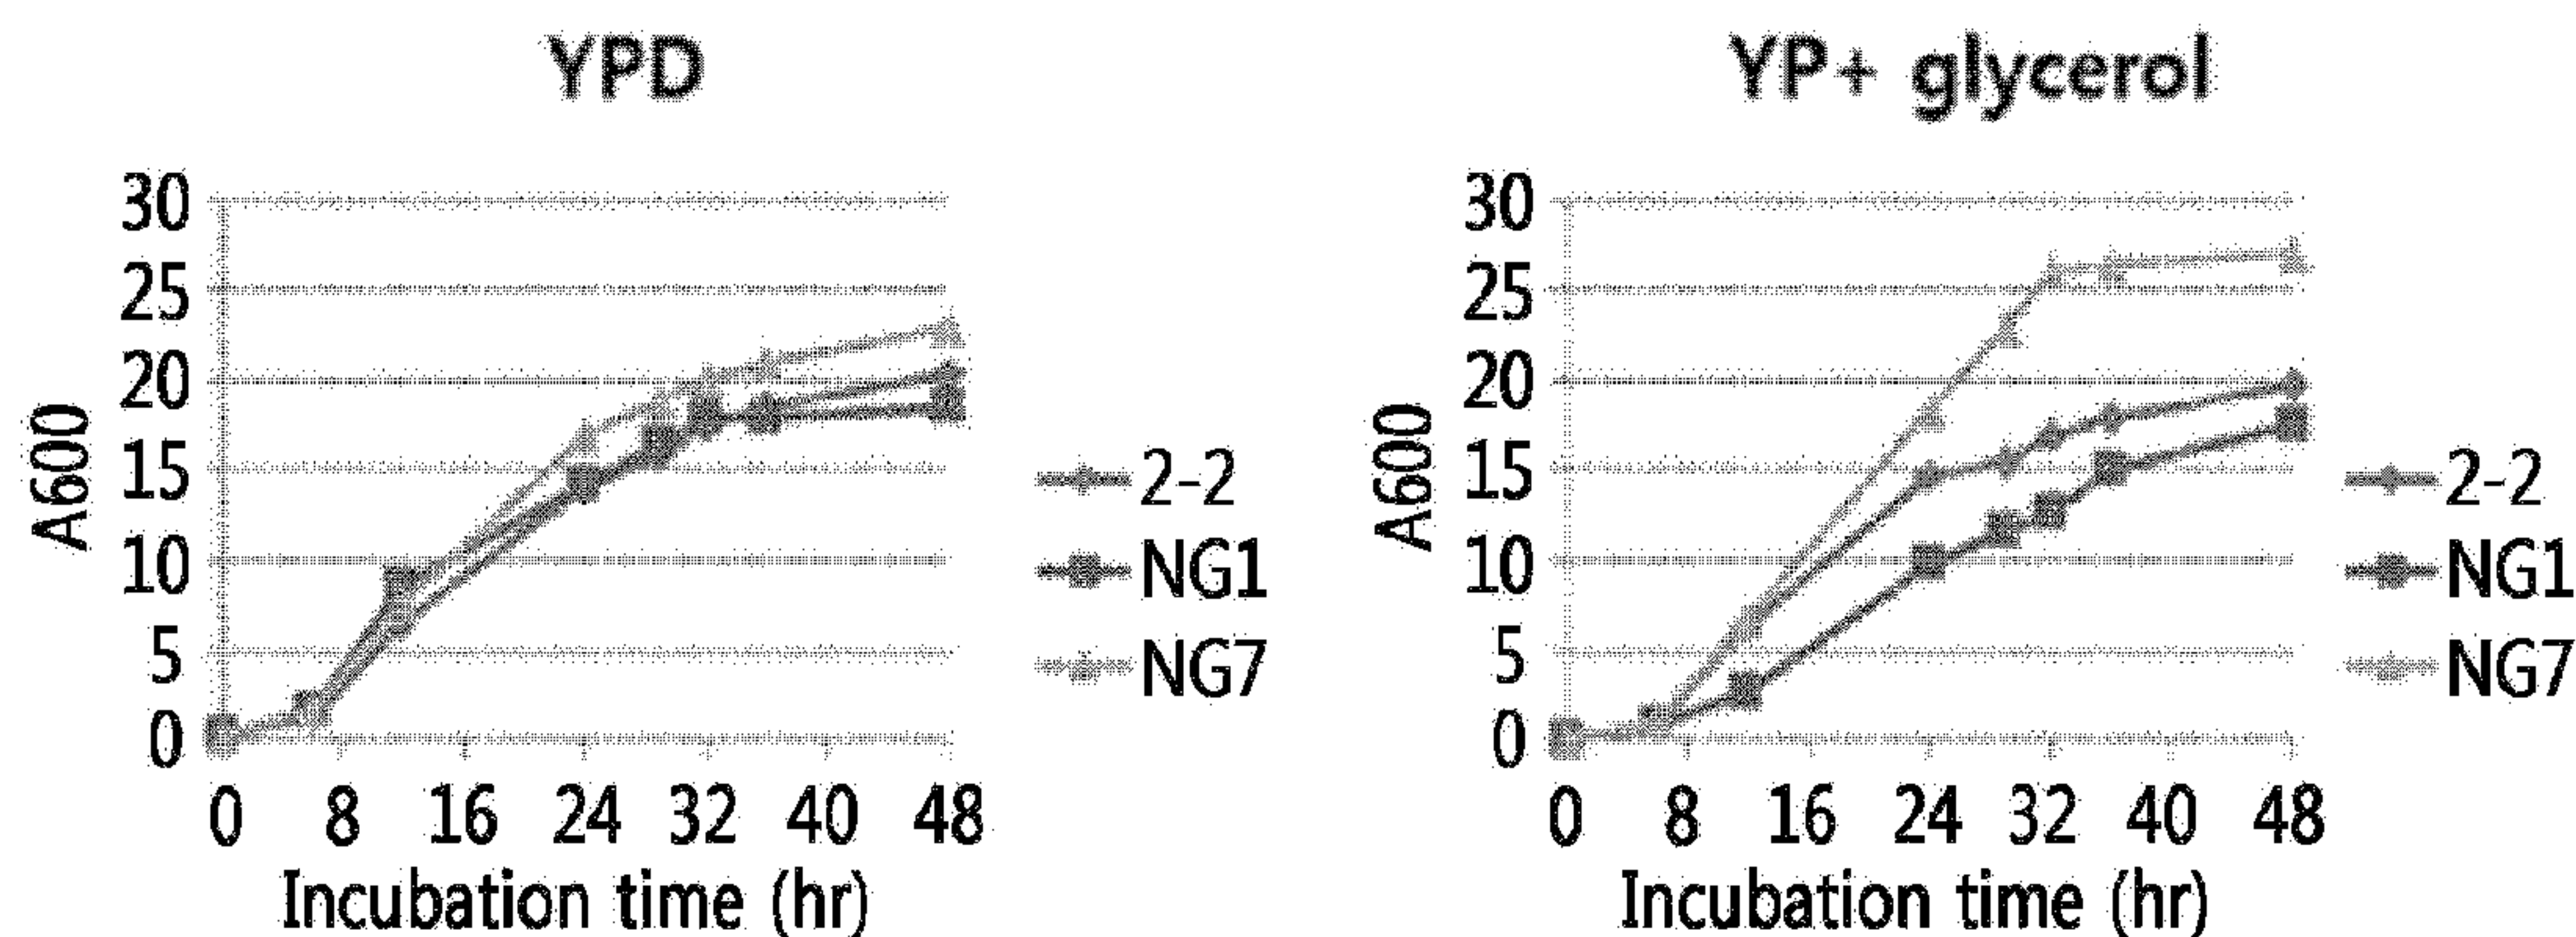 YPD
30
25
20
15
10
5
0
A600
0 8 16 24 32 40 48
Incubation time (hr)
2-2
NG1
NG7
YP+ glycerol
30
25
20
15
10
5
0
A600
0 8 16 24 32 40 48
Incubation time (hr)
2-2
NG1
NG7